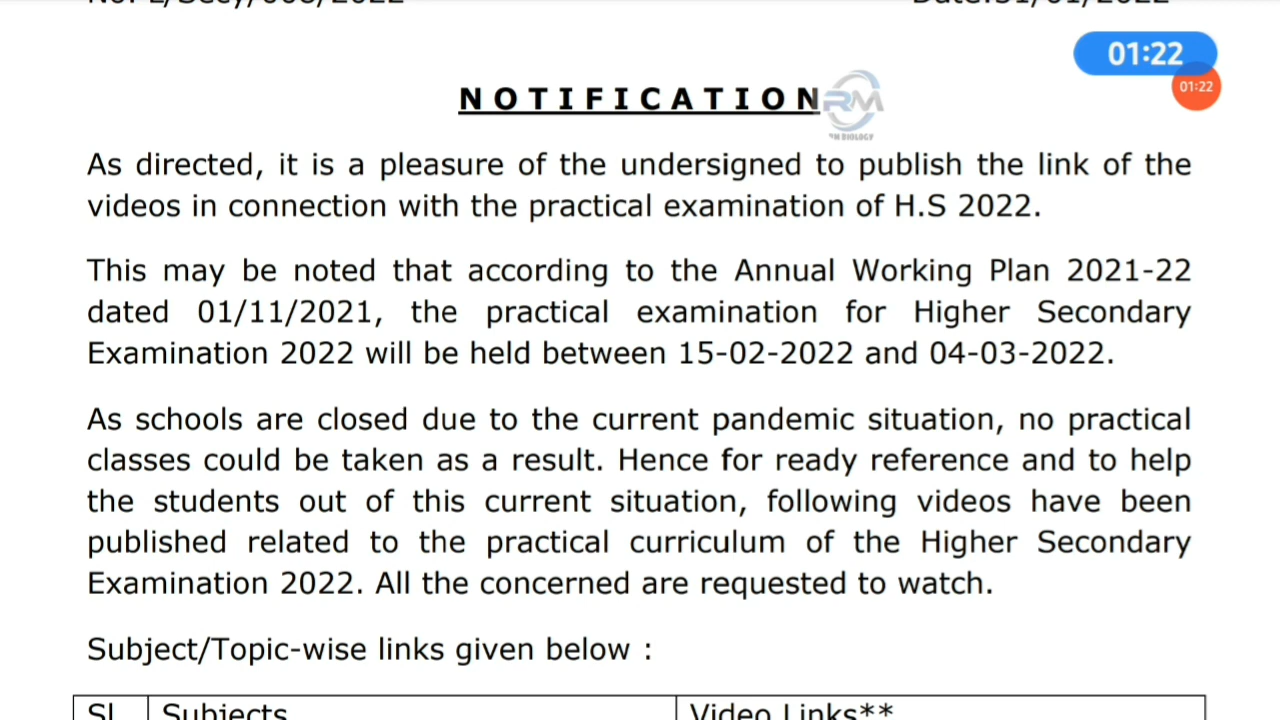 01:22
01:22
NOTIFICATION
RM
As directed, it is a pleasure of the undersigned to publish the link of the
videos in connection with the practical examination of H.S 2022.
This may be noted that according to the Annual Working Plan 2021-22
dated 01/11/2021, the practical examination for Higher Secondary
Examination 2022 will be held between 15-02-2022 and 04-03-2022.
As schools are closed due to the current pandemic situation, no practical
classes could be taken as a result. Hence for ready reference and to help
the students out of this current situation, following videos have been
published related to the practical curriculum of the Higher Secondary
Examination 2022. All the concerned are requested to watch.
Subject/Topic-wise links given below :
Sl Subjects Video Links**